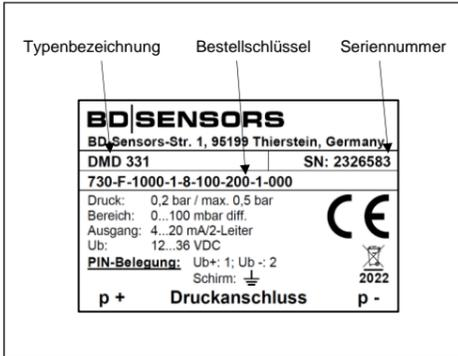 Typenbezeichnung Bestellschlüssel Seriennummer
BD|SENSORS
BD-Sensors-Str. 1, 95199 Thierstein, Germany
DMD 331 SN: 2326583
730-F-1000-1-8-100-200-1-000
Druck: 0,2 bar / max. 0,5 bar
Bereich: 0...100 mbar diff.
Ausgang: 4...20 mA/2-Leiter
Ub: 12...36 VDC
PIN-Belegung: Ub+: 1; Ub -: 2
Schirm:
CE
2022
p + Druckanschluss p -